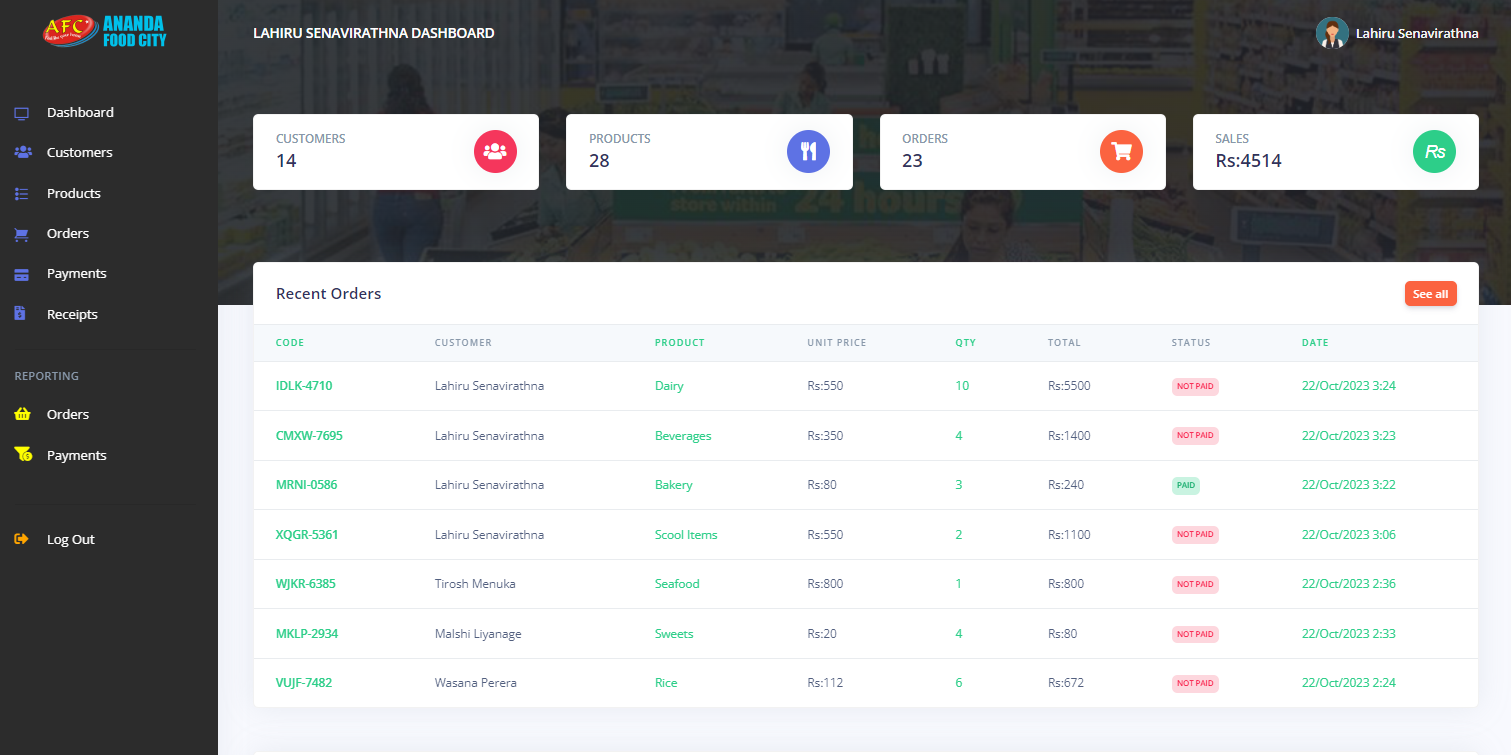 AFC ANANDA
FOOD CITY
LAHIRU SENAVIRATHNA DASHBOARD
Lahiru Senavirathna
Dashboard
Customers
Products
Orders
Payments
Receipts
REPORTING
Orders
Payments
Log Out
CUSTOMERS
14
PRODUCTS
28
ORDERS
23
SALES
Rs:4514
Rs
store within 24 hours
Recent Orders
See all
CODE CUSTOMER PRODUCT UNIT PRICE QTY TOTAL STATUS DATE
IDLK-4710 Lahiru Senavirathna Dairy Rs:550 10 Rs:5500 NOT PAID 22/Oct/2023 3:24
CMXW-7695 Lahiru Senavirathna Beverages Rs:350 4 Rs:1400 NOT PAID 22/Oct/2023 3:23
MRNI-0586 Lahiru Senavirathna Bakery Rs:80 3 Rs:240 PAID 22/Oct/2023 3:22
XQGR-5361 Lahiru Senavirathna Scool Items Rs:550 2 Rs:1100 NOT PAID 22/Oct/2023 3:06
WJKR-6385 Tirosh Menuka Seafood Rs:800 1 Rs:800 NOT PAID 22/Oct/2023 2:36
MKLP-2934 Malshi Liyanage Sweets Rs:20 4 Rs:80 NOT PAID 22/Oct/2023 2:33
VUJF-7482 Wasana Perera Rice Rs:112 6 Rs:672 NOT PAID 22/Oct/2023 2:24